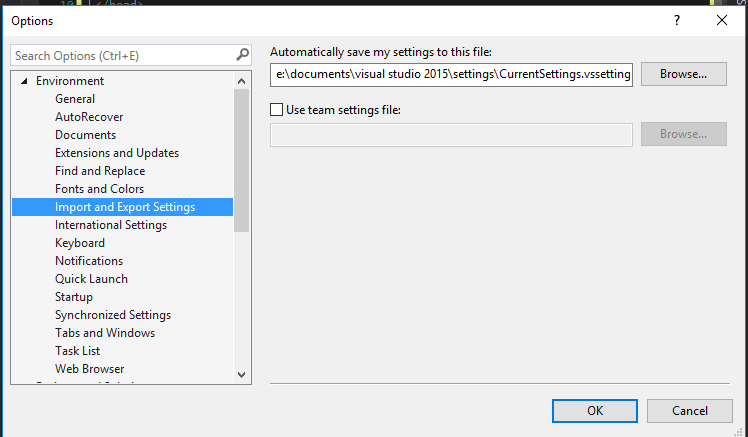 10
</head>
Options
Search Options (Ctrl+E)
Environment
General
AutoRecover
Documents
Extensions and Updates
Find and Replace
Fonts and Colors
Import and Export Settings
International Settings
Keyboard
Notifications
Quick Launch
Startup
Synchronized Settings
Tabs and Windows
Task List
Web Browser
Automatically save my settings to this file:
e:\documents\visual studio 2015\settings\CurrentSettings.vssetting
Browse...
Use team settings file:
Browse...
OK
Cancel